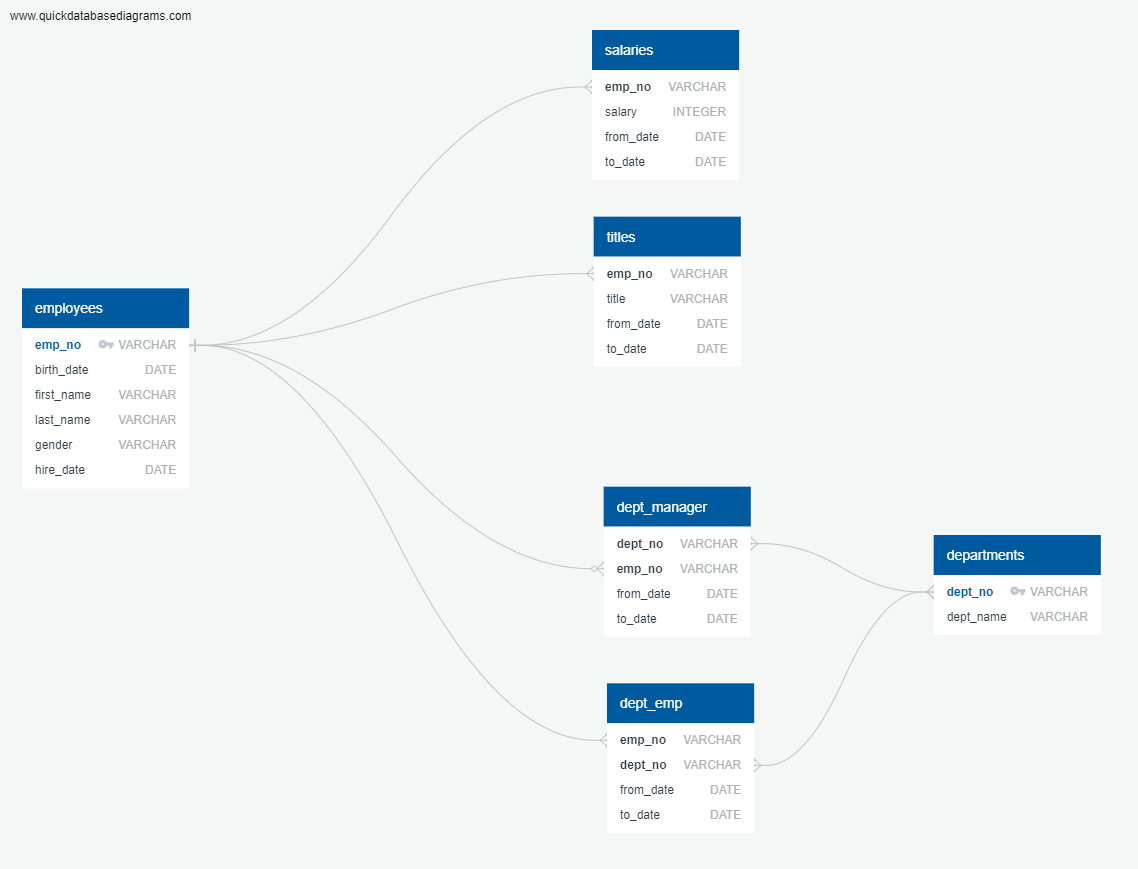 www.quickdatabasediagrams.com
salaries
emp_no VARCHAR
salary INTEGER
from_date DATE
to_date DATE
titles
emp_no VARCHAR
title VARCHAR
from_date DATE
to_date DATE
employees
emp_no VARCHAR
birth_date DATE
first_name VARCHAR
last_name VARCHAR
gender VARCHAR
hire_date DATE
dept_manager
dept_no VARCHAR
emp_no VARCHAR
from_date DATE
to_date DATE
departments
dept_no VARCHAR
dept_name VARCHAR
dept_emp
emp_no VARCHAR
dept_no VARCHAR
from_date DATE
to_date DATE